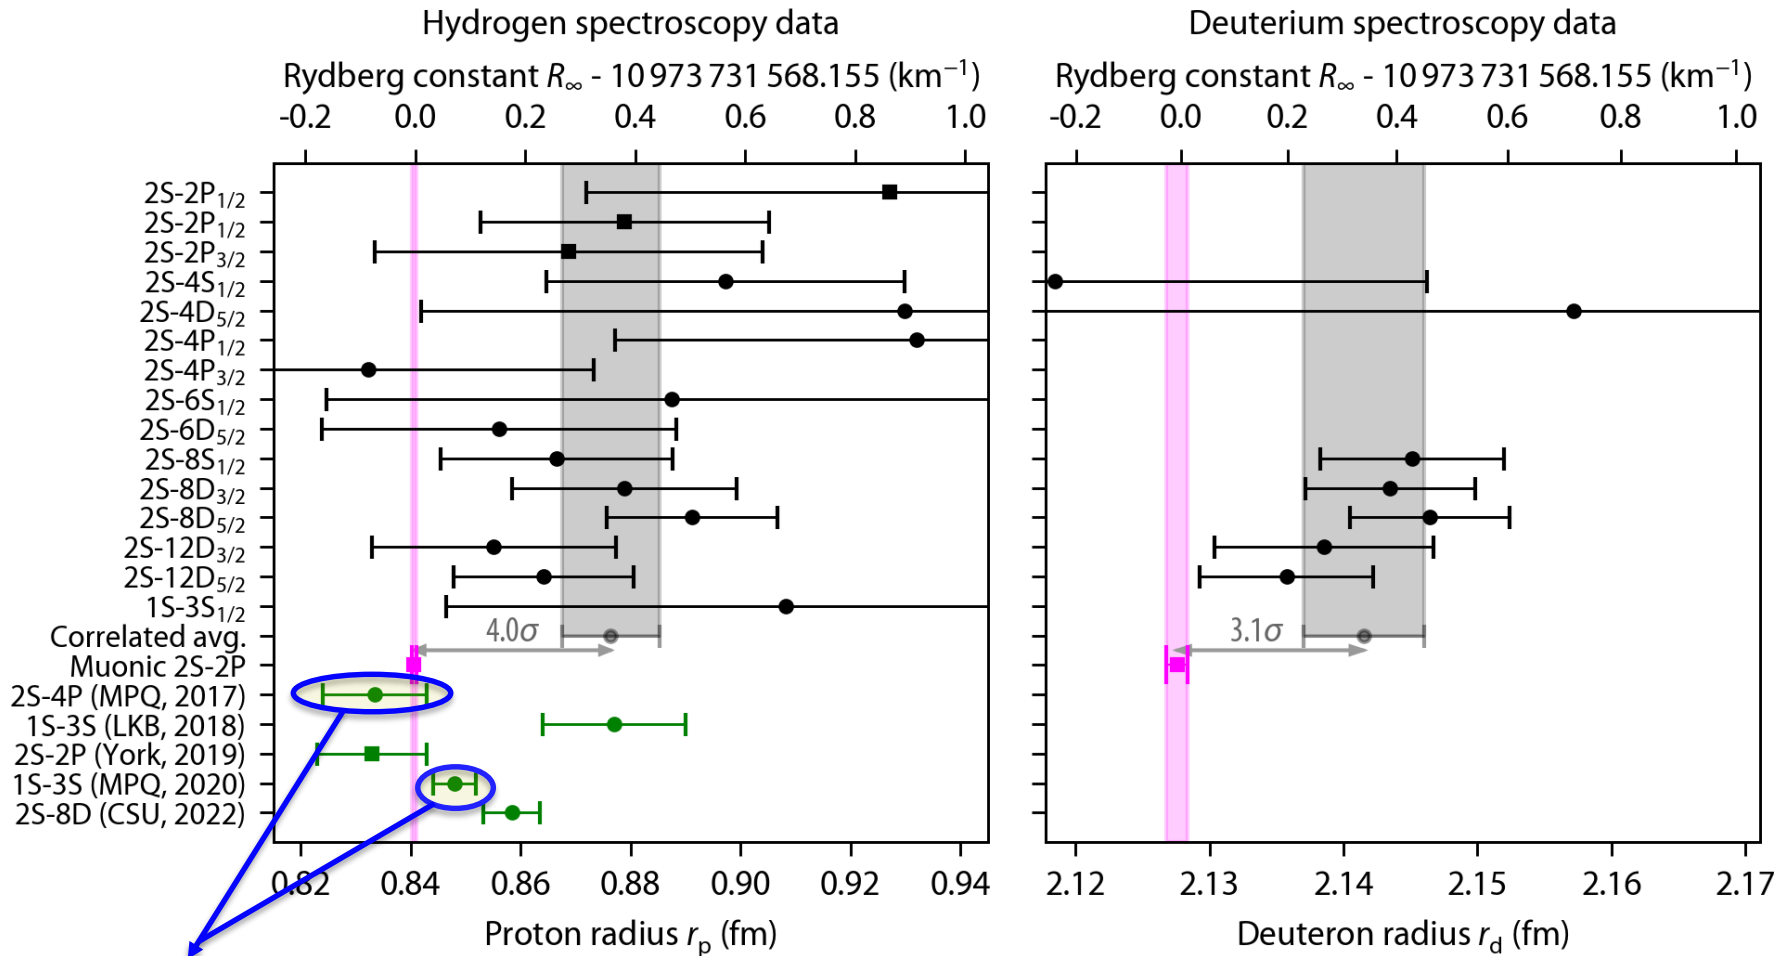 Hydrogen spectroscopy data
Rydberg constant R∞ - 10 973 731 568.155 (km⁻¹)
-0.2 0.0 0.2 0.4 0.6 0.8 1.0
2S-2P1/2
2S-2P1/2
2S-2P3/2
2S-4S1/2
2S-4D5/2
2S-4P1/2
2S-4P3/2
2S-6S1/2
2S-6D5/2
2S-8S1/2
2S-8D3/2
2S-8D5/2
2S-12D3/2
2S-12D5/2
1S-3S1/2
Correlated avg.
4.0σ
Muonic 2S-2P
2S-4P (MPQ, 2017)
1S-3S (LKB, 2018)
2S-2P (York, 2019)
1S-3S (MPQ, 2020)
2S-8D (CSU, 2022)
0.82 0.84 0.86 0.88 0.90 0.92 0.94
Proton radius rp (fm)
Deuterium spectroscopy data
Rydberg constant R∞ - 10 973 731 568.155 (km⁻¹)
-0.2 0.0 0.2 0.4 0.6 0.8 1.0
3.1σ
2.12 2.13 2.14 2.15 2.16 2.17
Deuteron radius rd (fm)